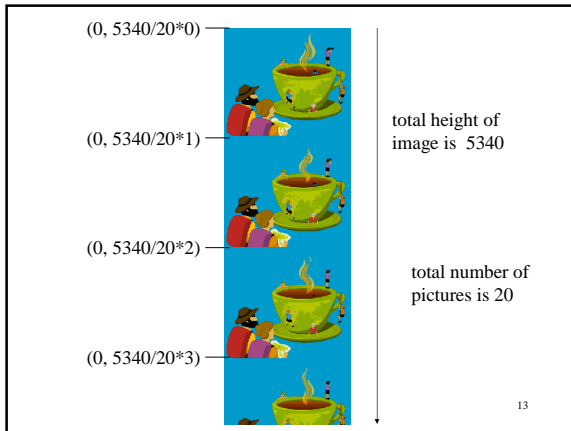 (0, 5340/20*0)
(0, 5340/20*1)
(0, 5340/20*2)
(0, 5340/20*3)
total height of
image is 5340
total number of
pictures is 20
13